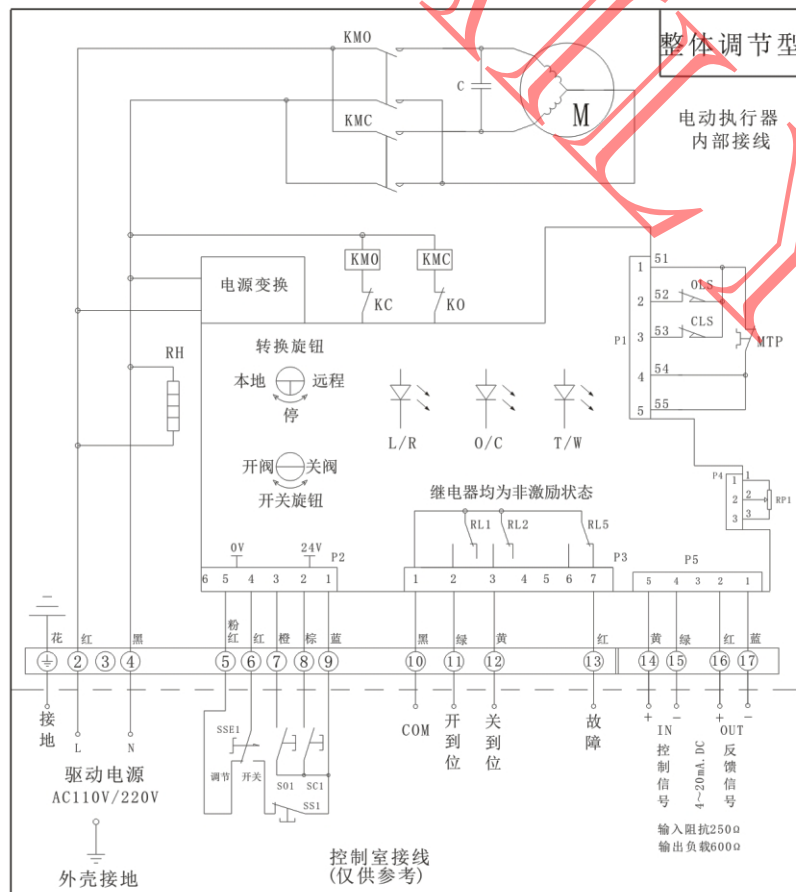 整体调节型
KMO
C
M
KMC
电动执行器
内部接线
KMO
KMC
KC
KO
电源变换
RH
转换旋钮
本地 远程
停
开阀 关阀
开关旋钮
L/R
O/C
T/W
继电器均为非激励状态
RL1
RL2
RL5
P1
1 51
2 52 OLS
3 53 CLS
4 54
5 55
MTP
P4
1 1
2 2
3 3
RP1
0V
24V
P2
6 5 4 3 2 1
P3
1 2 3 4 5 6 7
P5
5 4 3 2 1
花 红 黑 粉红 红 橙 棕 蓝 黑 绿 黄 红 黄 绿 红 蓝
2 3 4 5 6 7 8 9 10 11 12 13 14 15 16 17
接地
L
N
驱动电源
AC110V/220V
外壳接地
SSE1
调节
开关
SO1
SC1
SS1
控制室接线
(仅供参考)
COM
开到位
关到位
故障
+ − + −
IN
OUT
控制信号
4～20mA.DC
反馈信号
输入阻抗250Ω
输出负载600Ω